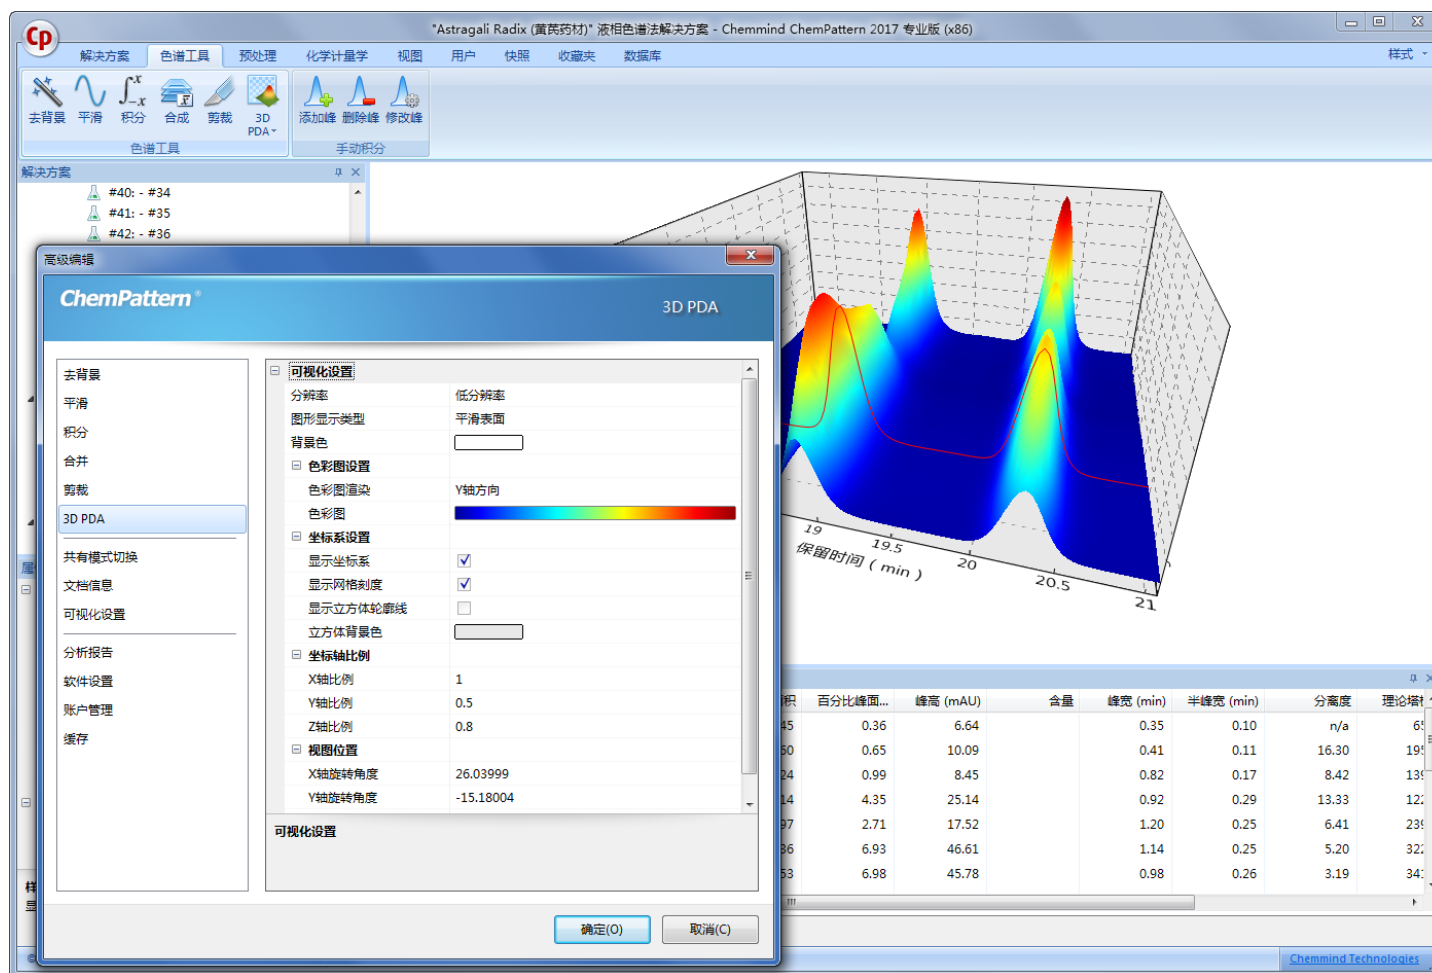 Cp
"Astragali Radix (黄芪药材)" 液相色谱法解决方案 - Chemmind ChemPattern 2017 专业版 (x86)
解决方案 色谱工具 预处理 化学计量学 视图 用户 快照 收藏夹 数据库 样式
去背景 平滑 积分 合成 剪裁 3D PDA 添加峰 删除峰 修改峰
色谱工具 手动积分
解决方案
#40: - #34
#41: - #35
#42: - #36
高级编辑
ChemPattern®
3D PDA
去背景
平滑
积分
合并
剪裁
3D PDA
共有模式切换
文档信息
可视化设置
分析报告
软件设置
账户管理
缓存
可视化设置
分辨率 低分辨率
图形显示类型 平滑表面
背景色
色彩图设置
色彩图渲染 Y轴方向
色彩图
坐标系设置
显示坐标系
显示网格刻度
显示立方体轮廓线
立方体背景色
坐标轴比例
X轴比例 1
Y轴比例 0.5
Z轴比例 0.8
视图位置
X轴旋转角度 26.03999
Y轴旋转角度 -15.18004
可视化设置
确定(O) 取消(C)
19 19.5 20 20.5 21
保留时间 ( min )
积 百分比峰面... 峰高 (mAU) 含量 峰宽 (min) 半峰宽 (min) 分离度 理论塔
45 0.36 6.64 0.35 0.10 n/a 6
60 0.65 10.09 0.41 0.11 16.30 19
24 0.99 8.45 0.82 0.17 8.42 13
14 4.35 25.14 0.92 0.29 13.33 12
97 2.71 17.52 1.20 0.25 6.41 23
36 6.93 46.61 1.14 0.25 5.20 32
53 6.98 45.78 0.98 0.26 3.19 34
Chemmind Technologies